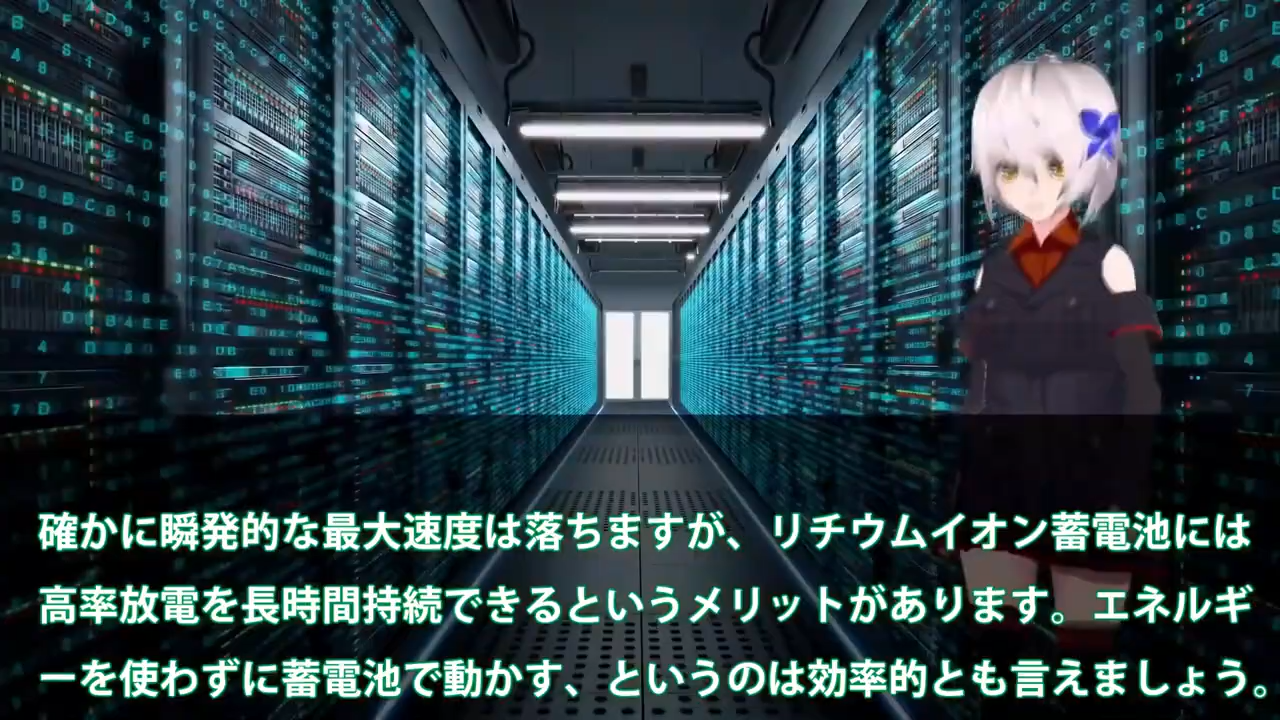 確かに瞬発的な最大速度は落ちますが、リチウムイオン蓄電池には
高率放電を長時間持続できるというメリットがあります。エネルギ
ーを使わずに蓄電池で動かす、というのは効率的とも言えましょう。